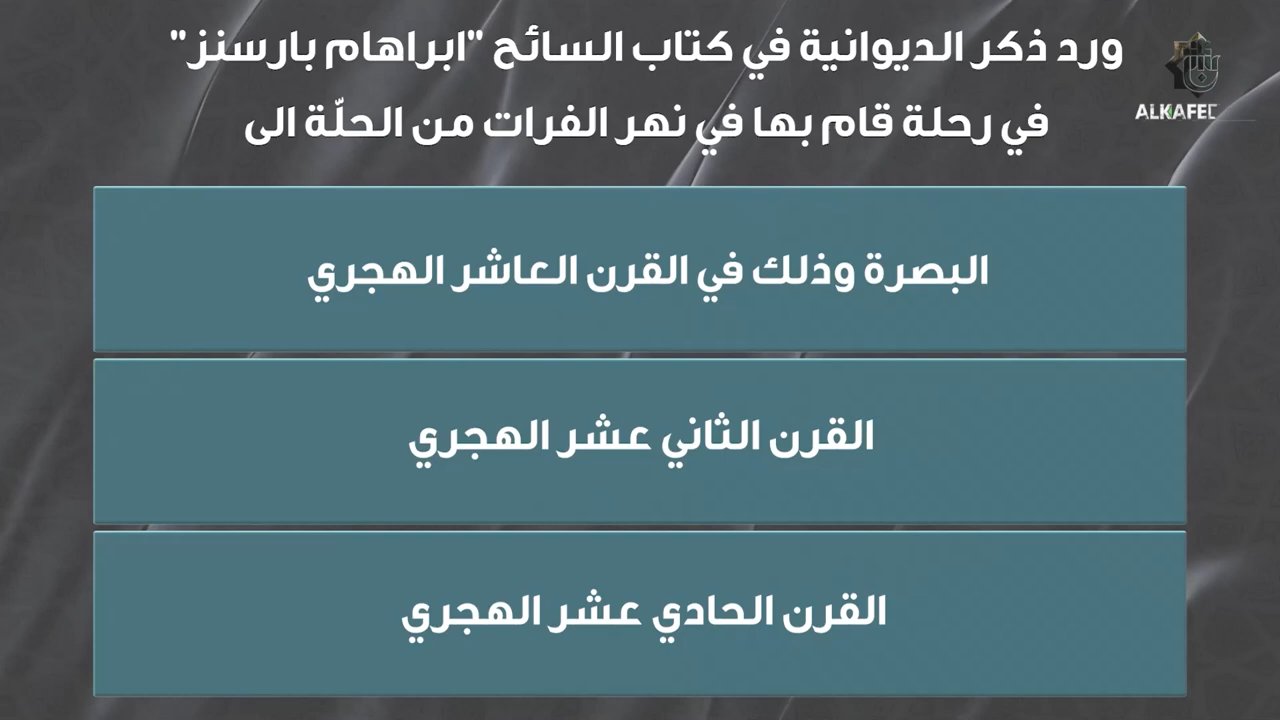 ورد ذكر الديوانية في كتاب السائح "ابراهام بارسنز"
في رحلة قام بها في نهر الفرات من الحلّة الى
ALKAFEL
البصرة وذلك في القرن العاشر الهجري
القرن الثاني عشر الهجري
القرن الحادي عشر الهجري